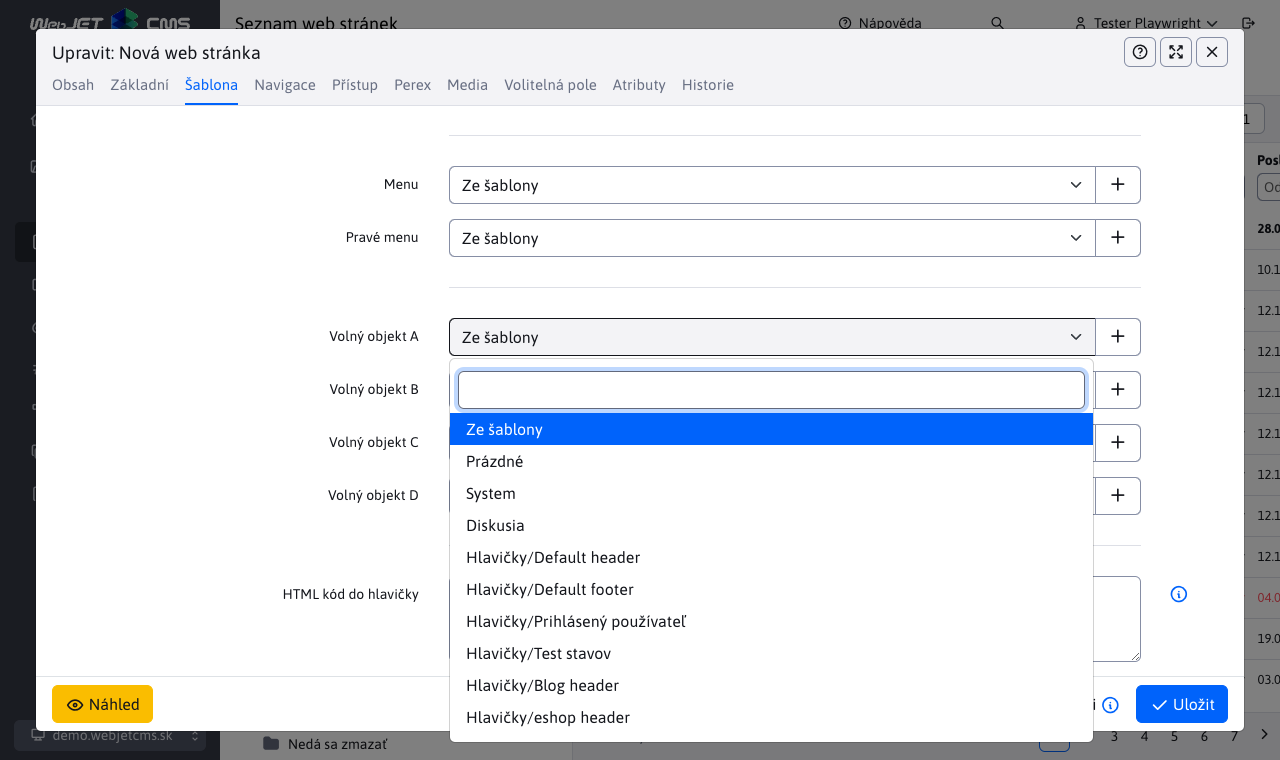 WebJET CMS
Seznam web stránek
Nápověda
Tester Playwright
Upravit: Nová web stránka
Obsah Základní Šablona Navigace Přístup Perex Media Volitelná pole Atributy Historie
Menu
Ze šablony
Pravé menu
Ze šablony
Volný objekt A
Ze šablony
Volný objekt B
Volný objekt C
Volný objekt D
Ze šablony
Prázdné
System
Diskusia
Hlavičky/Default header
Hlavičky/Default footer
Hlavičky/Prihlásený používateľ
Hlavičky/Test stavov
Hlavičky/Blog header
Hlavičky/eshop header
HTML kód do hlavičky
Náhled
Uložit
demo.webjetcms.sk
Nedá sa zmazať
3 4 5 6 7
1
28.0
10.1
12.1
12.1
12.1
12.1
12.1
12.1
12.1
04.0
19.0
03.0